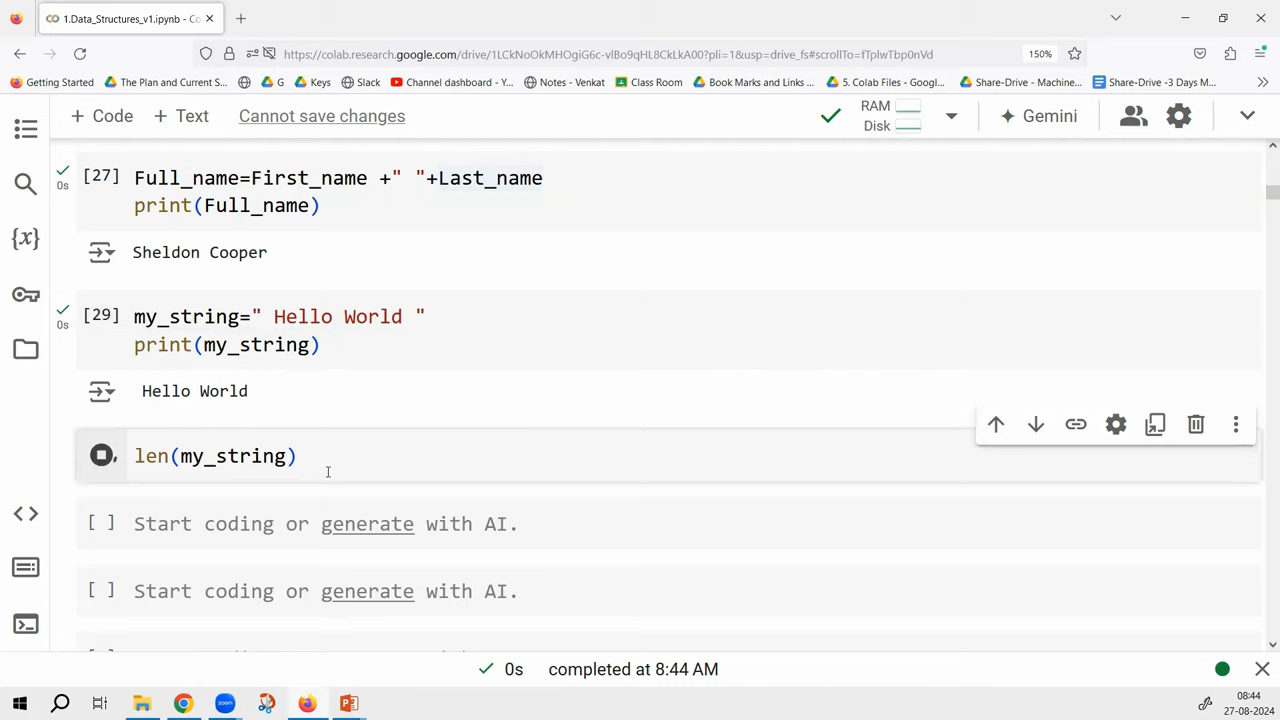 1.Data_Structures_v1.ipynb - Co
https://colab.research.google.com/drive/1LCkNoOkMHOgiG6c-vlBo9qHL8CkLkA00?pli=1&usp=drive_fs#scrollTo=fTplwTbp0nVd
150%
Getting Started
The Plan and Current S...
G
Keys
Slack
Channel dashboard - Y...
Notes - Venkat
Class Room
Book Marks and Links ...
5. Colab Files - Googl...
Share-Drive - Machine...
Share-Drive -3 Days M...
+ Code
+ Text
Cannot save changes
RAM
Disk
Gemini
{x}
[27]
0s
Full_name=First_name +" "+Last_name
print(Full_name)
Sheldon Cooper
[29]
0s
my_string=" Hello World "
print(my_string)
Hello World
len(my_string)
[ ] Start coding or generate with AI.
[ ] Start coding or generate with AI.
0s completed at 8:44 AM
zoom
08:44
27-08-2024